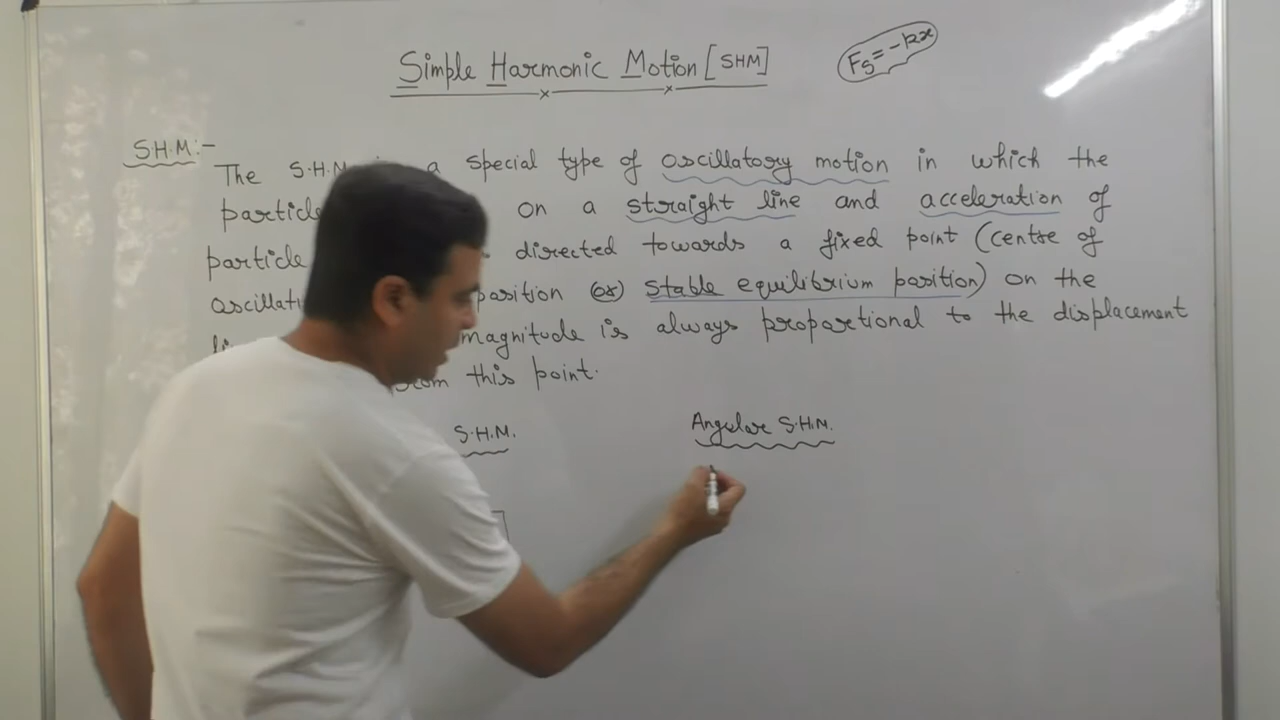 Simple Harmonic Motion [SHM]
Fs = -kx
S.H.M:-
The S.H.M a special type of oscillatory motion in which the
particle on a straight line and acceleration of
particle directed towards a fixed point (centre of
position (or) stable equilibrium position) on the
magnitude is always proportional to the displacement
from this point.
S.H.M.
Angular S.H.M.